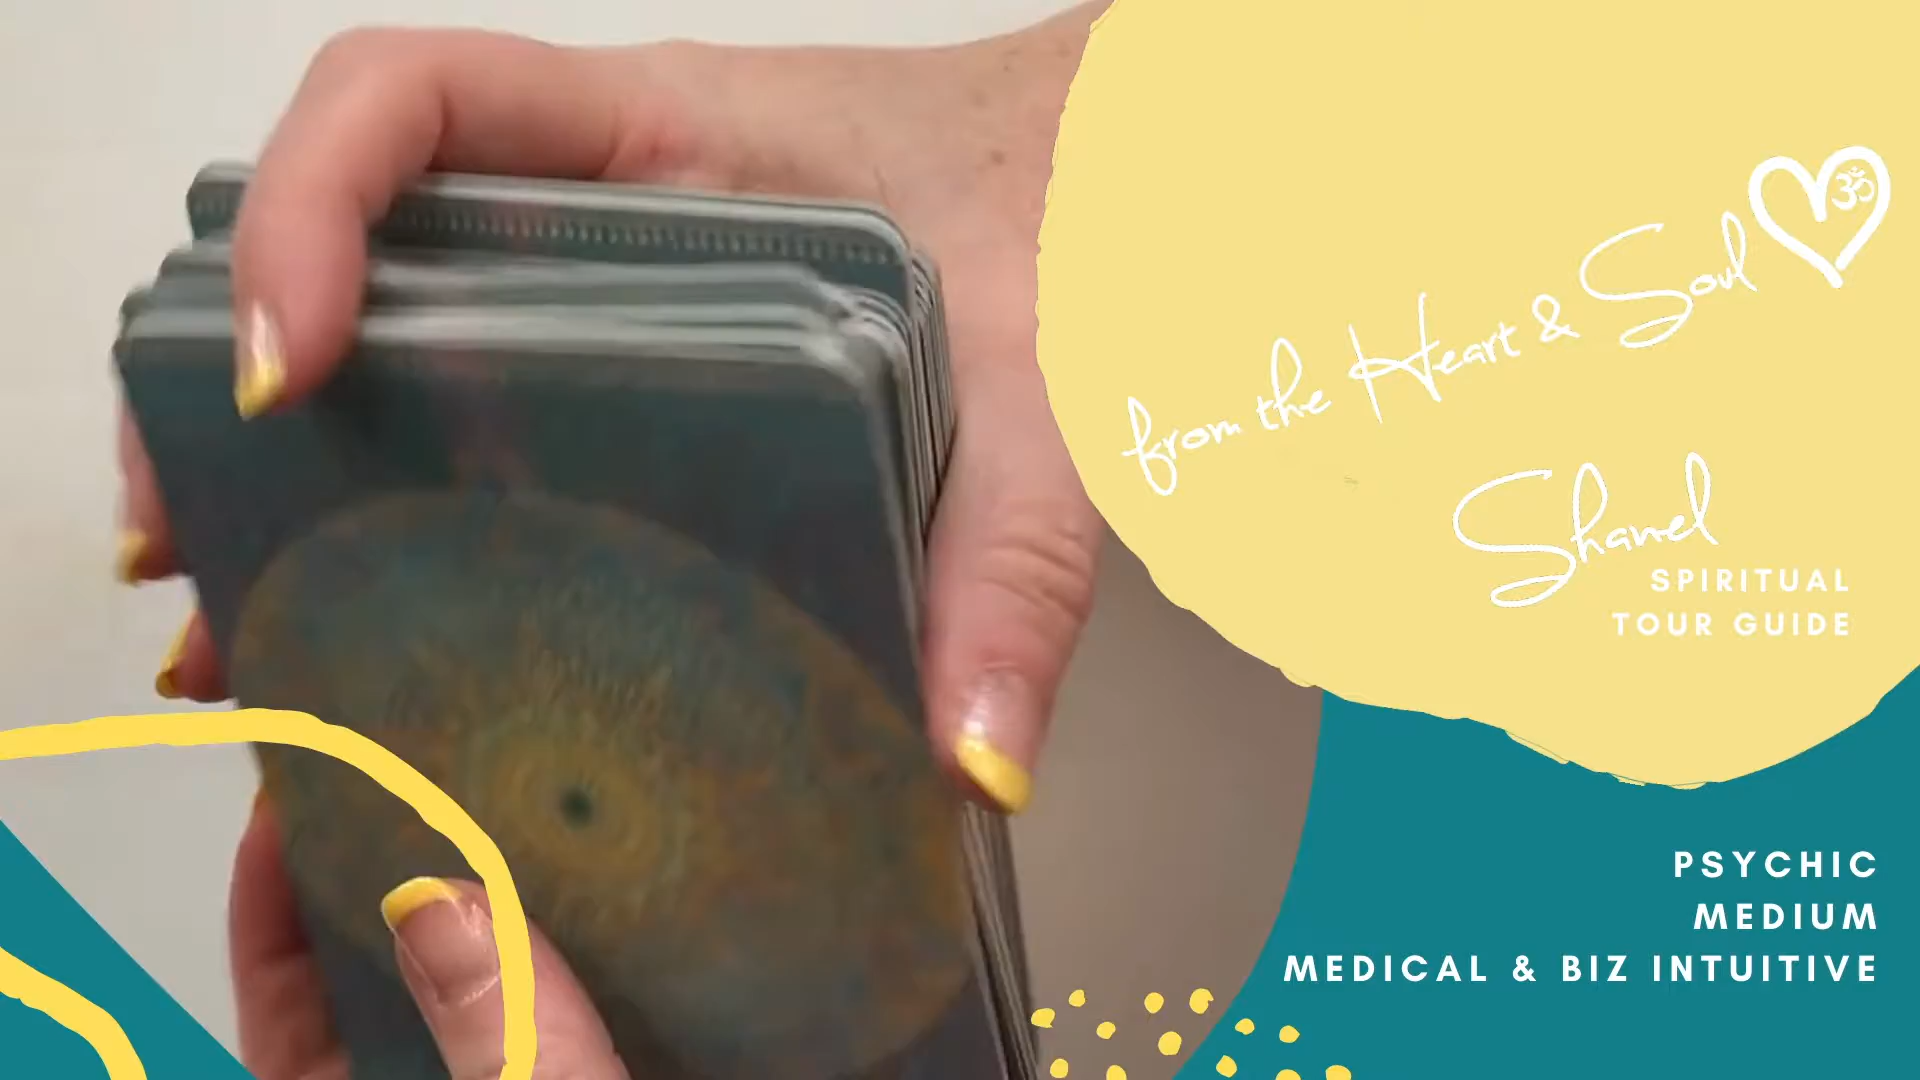 from the Heart & Soul ॐ
Shanel
SPIRITUAL
TOUR GUIDE
PSYCHIC
MEDIUM
MEDICAL & BIZ INTUITIVE